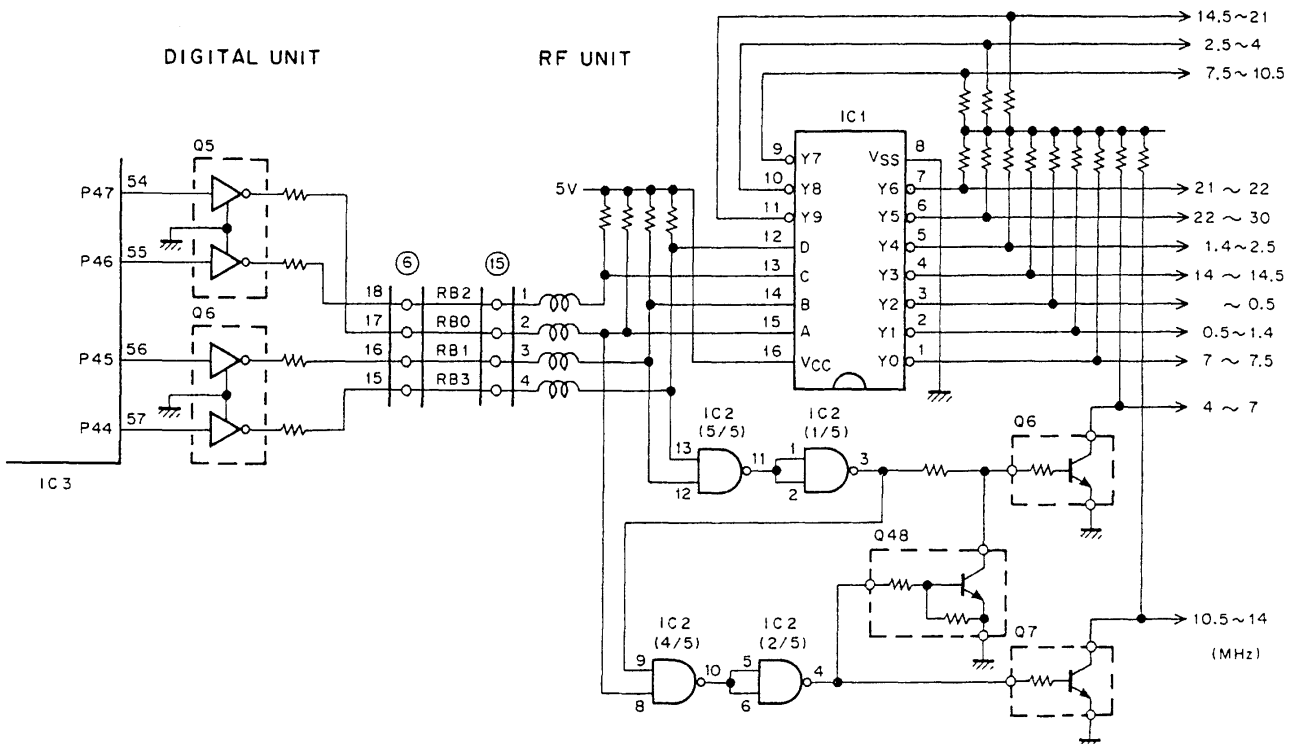 14.5~21
2.5~4
7.5~10.5
DIGITAL UNIT
RF UNIT
IC1
Q5
P47 54
P46 55
Q6
P45 56
P44 57
IC3
5V
9 Y7
10 Y8
11 Y9
12 D
13 C
14 B
15 A
16 VCC
VSS 8
Y6 7
Y5 6
Y4 5
Y3 4
Y2 3
Y1 2
Y0 1
21 ~ 22
22 ~ 30
1.4~2.5
14 ~ 14.5
~ 0.5
0.5~1.4
7 ~ 7.5
4 ~ 7
6 15
18 RB2 1
17 RB0 2
16 RB1 3
15 RB3 4
IC2 (5/5)
IC2 (1/5)
13
12
11
1
2
3
Q6
Q48
IC2 (4/5)
IC2 (2/5)
9
8
10
5
6
4
Q7
10.5~14
(MHz)